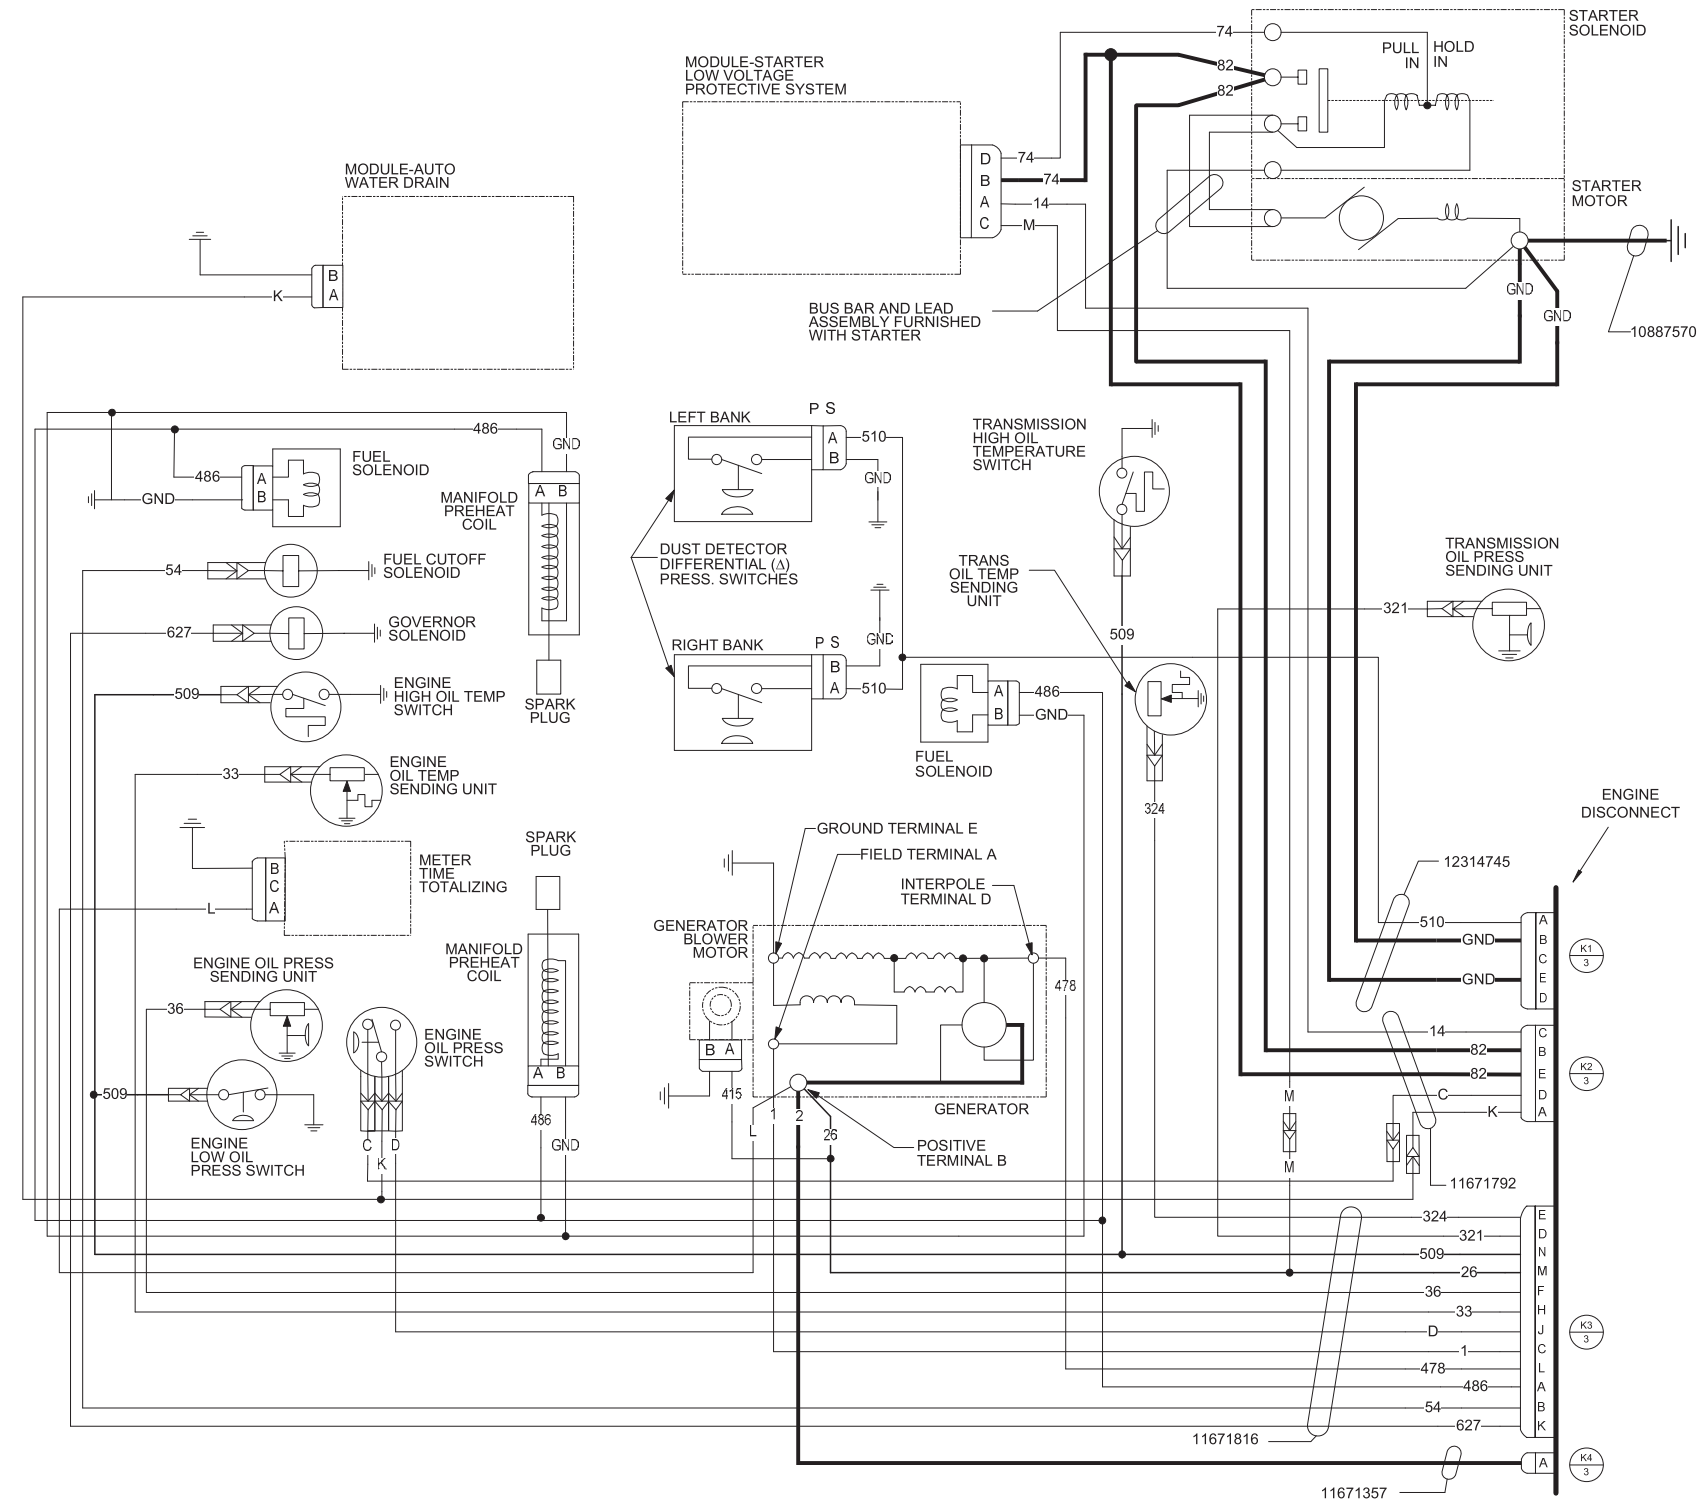 STARTER
SOLENOID
74
PULL
IN
HOLD
IN
82
82
MODULE-STARTER
LOW VOLTAGE
PROTECTIVE SYSTEM
D
74
B
74
A
14
C
M
STARTER
MOTOR
MODULE-AUTO
WATER DRAIN
B
A
K
GND
GND
10887570
BUS BAR AND LEAD
ASSEMBLY FURNISHED
WITH STARTER
486
GND
FUEL
SOLENOID
486
A
GND
B
MANIFOLD
PREHEAT
COIL
A B
SPARK
PLUG
LEFT BANK
P S
A
510
B
GND
DUST DETECTOR
DIFFERENTIAL (Δ)
PRESS. SWITCHES
RIGHT BANK
P S
B
GND
A
510
TRANSMISSION
HIGH OIL
TEMPERATURE
SWITCH
TRANS
OIL TEMP
SENDING
UNIT
509
324
TRANSMISSION
OIL PRESS
SENDING UNIT
321
FUEL CUTOFF
SOLENOID
54
GOVERNOR
SOLENOID
627
ENGINE
HIGH OIL TEMP
SWITCH
509
ENGINE
OIL TEMP
SENDING UNIT
33
A
486
B
GND
FUEL
SOLENOID
METER
TIME
TOTALIZING
B
C
A
L
SPARK
PLUG
MANIFOLD
PREHEAT
COIL
A B
486
GND
GROUND TERMINAL E
FIELD TERMINAL A
INTERPOLE
TERMINAL D
GENERATOR
BLOWER
MOTOR
B A
415
478
GENERATOR
L
1
2
26
POSITIVE
TERMINAL B
ENGINE OIL PRESS
SENDING UNIT
36
ENGINE
OIL PRESS
SWITCH
C
K
D
509
ENGINE
LOW OIL
PRESS SWITCH
ENGINE
DISCONNECT
12314745
510
A
GND
B
C
GND
E
D
K1
3
14
C
82
B
82
E
C
D
K
A
K2
3
M
M
11671792
324
E
321
D
509
N
26
M
36
F
33
H
D
J
1
C
478
L
486
A
54
B
627
K
K3
3
11671816
A
K4
3
11671357